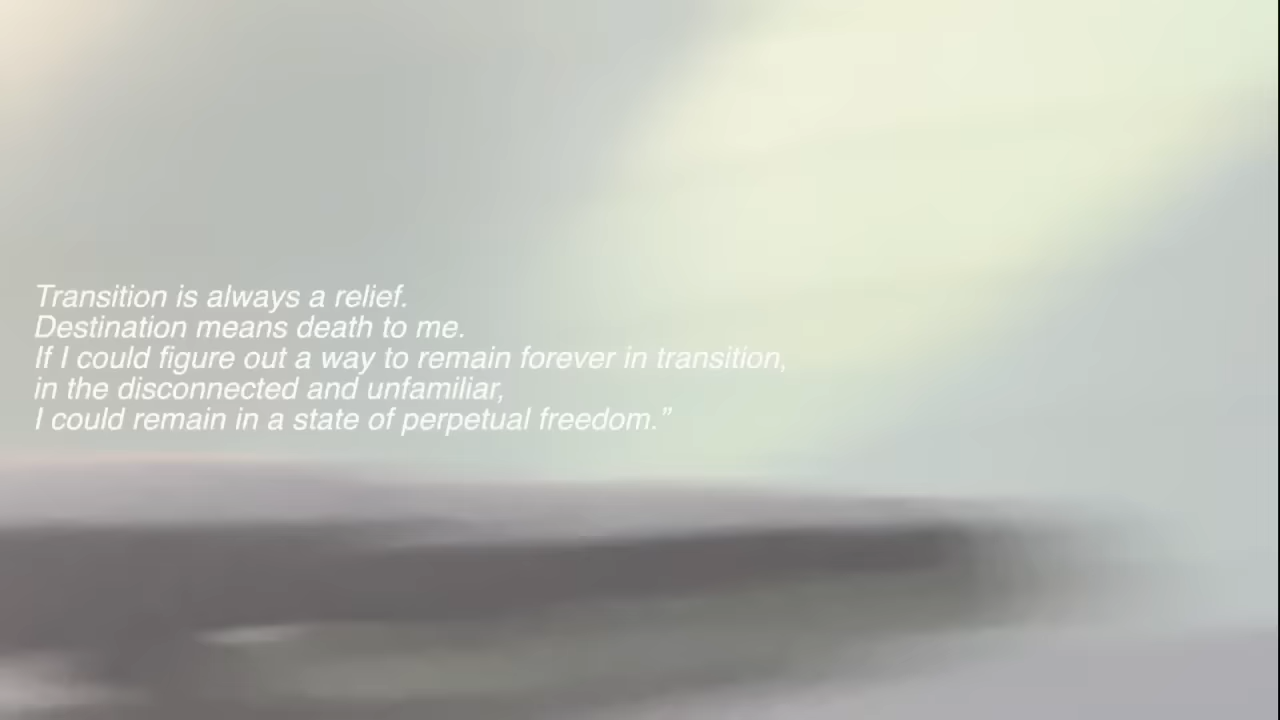 Transition is always a relief.
Destination means death to me.
If I could figure out a way to remain forever in transition,
in the disconnected and unfamiliar,
I could remain in a state of perpetual freedom.”